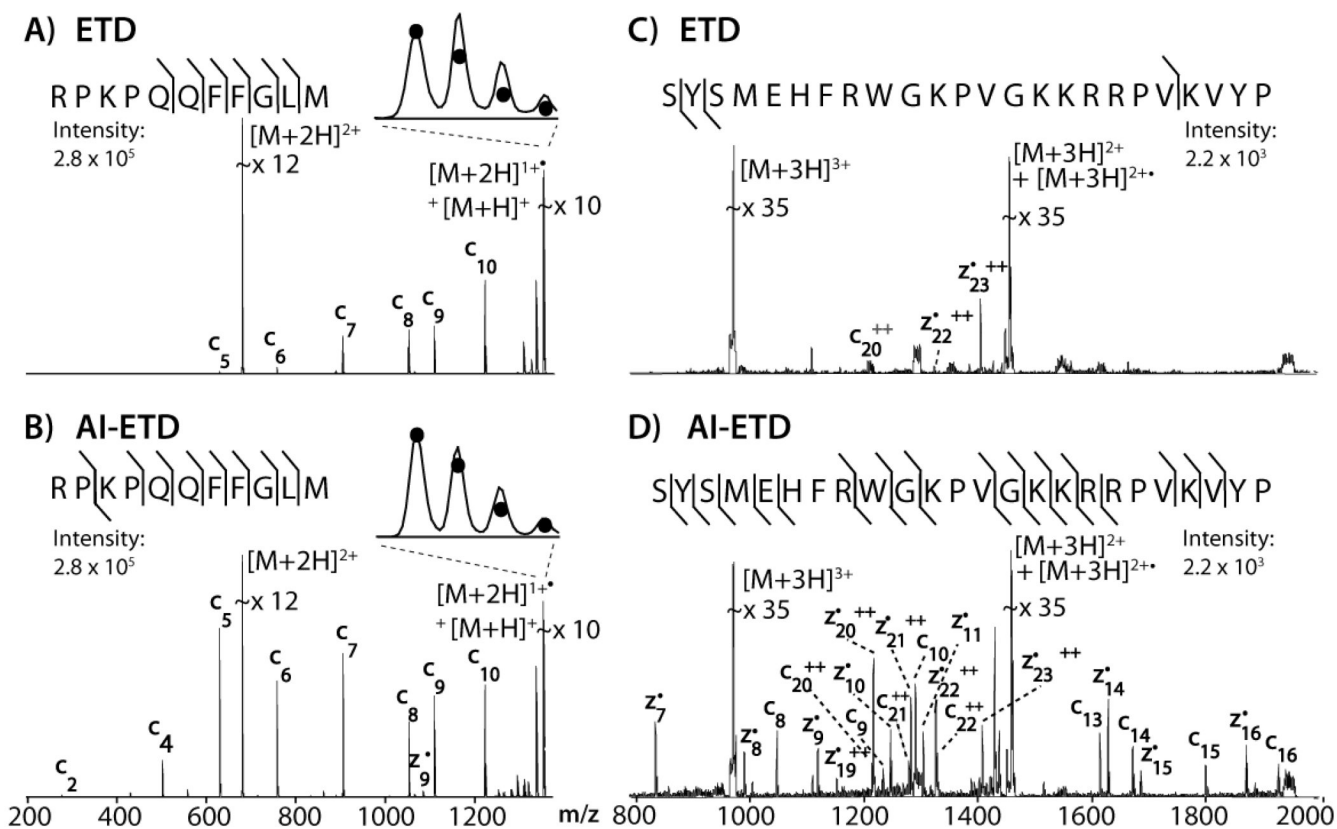 A) ETD
R P K P Q Q F F G L M
Intensity:
2.8 x 10⁵
[M+2H]²⁺
~x 12
[M+2H]¹⁺•
+ [M+H]⁺ ~x 10
c₅
c₆
c₇
c₈
c₉
c₁₀
C) ETD
S Y S M E H F R W G K P V G K K R R P V K V Y P
Intensity:
2.2 x 10³
[M+3H]³⁺
~x 35
[M+3H]²⁺
+ [M+3H]²⁺•
~x 35
c₂₀⁺⁺
z•₂₂⁺⁺
z•₂₃⁺⁺
B) AI-ETD
R P K P Q Q F F G L M
Intensity:
2.8 x 10⁵
[M+2H]²⁺
~x 12
[M+2H]¹⁺•
+ [M+H]⁺ ~x 10
c₂
c₄
c₅
c₆
c₇
c₈
z•₉
c₉
c₁₀
200 400 600 800 1000 1200 m/z
D) AI-ETD
S Y S M E H F R W G K P V G K K R R P V K V Y P
Intensity:
2.2 x 10³
[M+3H]³⁺
~x 35
[M+3H]²⁺
+ [M+3H]²⁺•
~x 35
z•₇
z•₈
c₈
z•₉
z•₁₉⁺⁺
c₉
z•₂₀⁺⁺
c₂₀⁺⁺
z•₁₀
c₂₁⁺⁺
z•₂₁⁺⁺
c₁₀
z•₁₁
z•₂₂⁺⁺
c₂₂⁺⁺
z•₂₃⁺⁺
c₁₃
z•₁₄
c₁₄
z•₁₅
c₁₅
z•₁₆
c₁₆
800 1000 1200 1400 1600 1800 2000